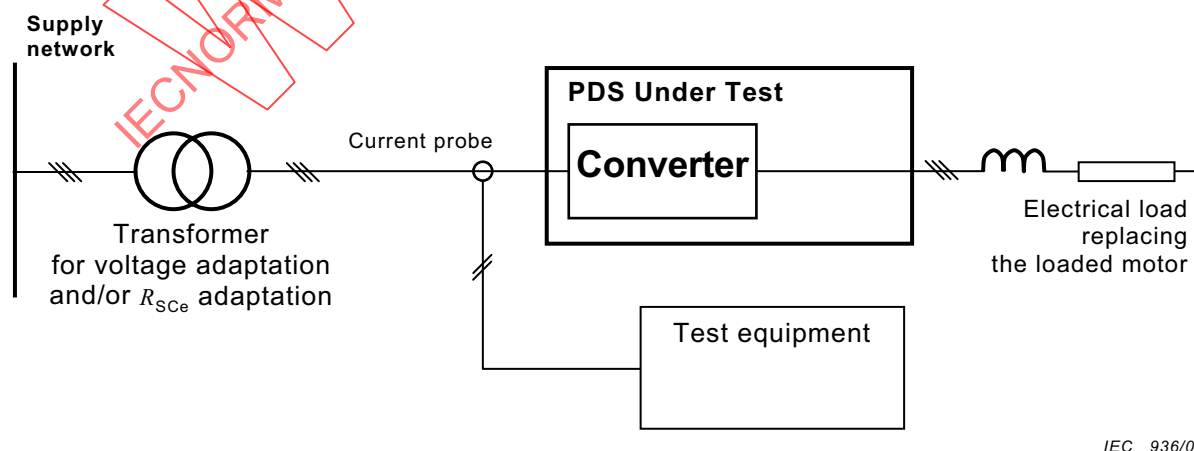 Supply
network
IECNORM
PDS Under Test
Current probe
Converter
Transformer
for voltage adaptation
and/or RSCe adaptation
Electrical load
replacing
the loaded motor
Test equipment
IEC 936/0